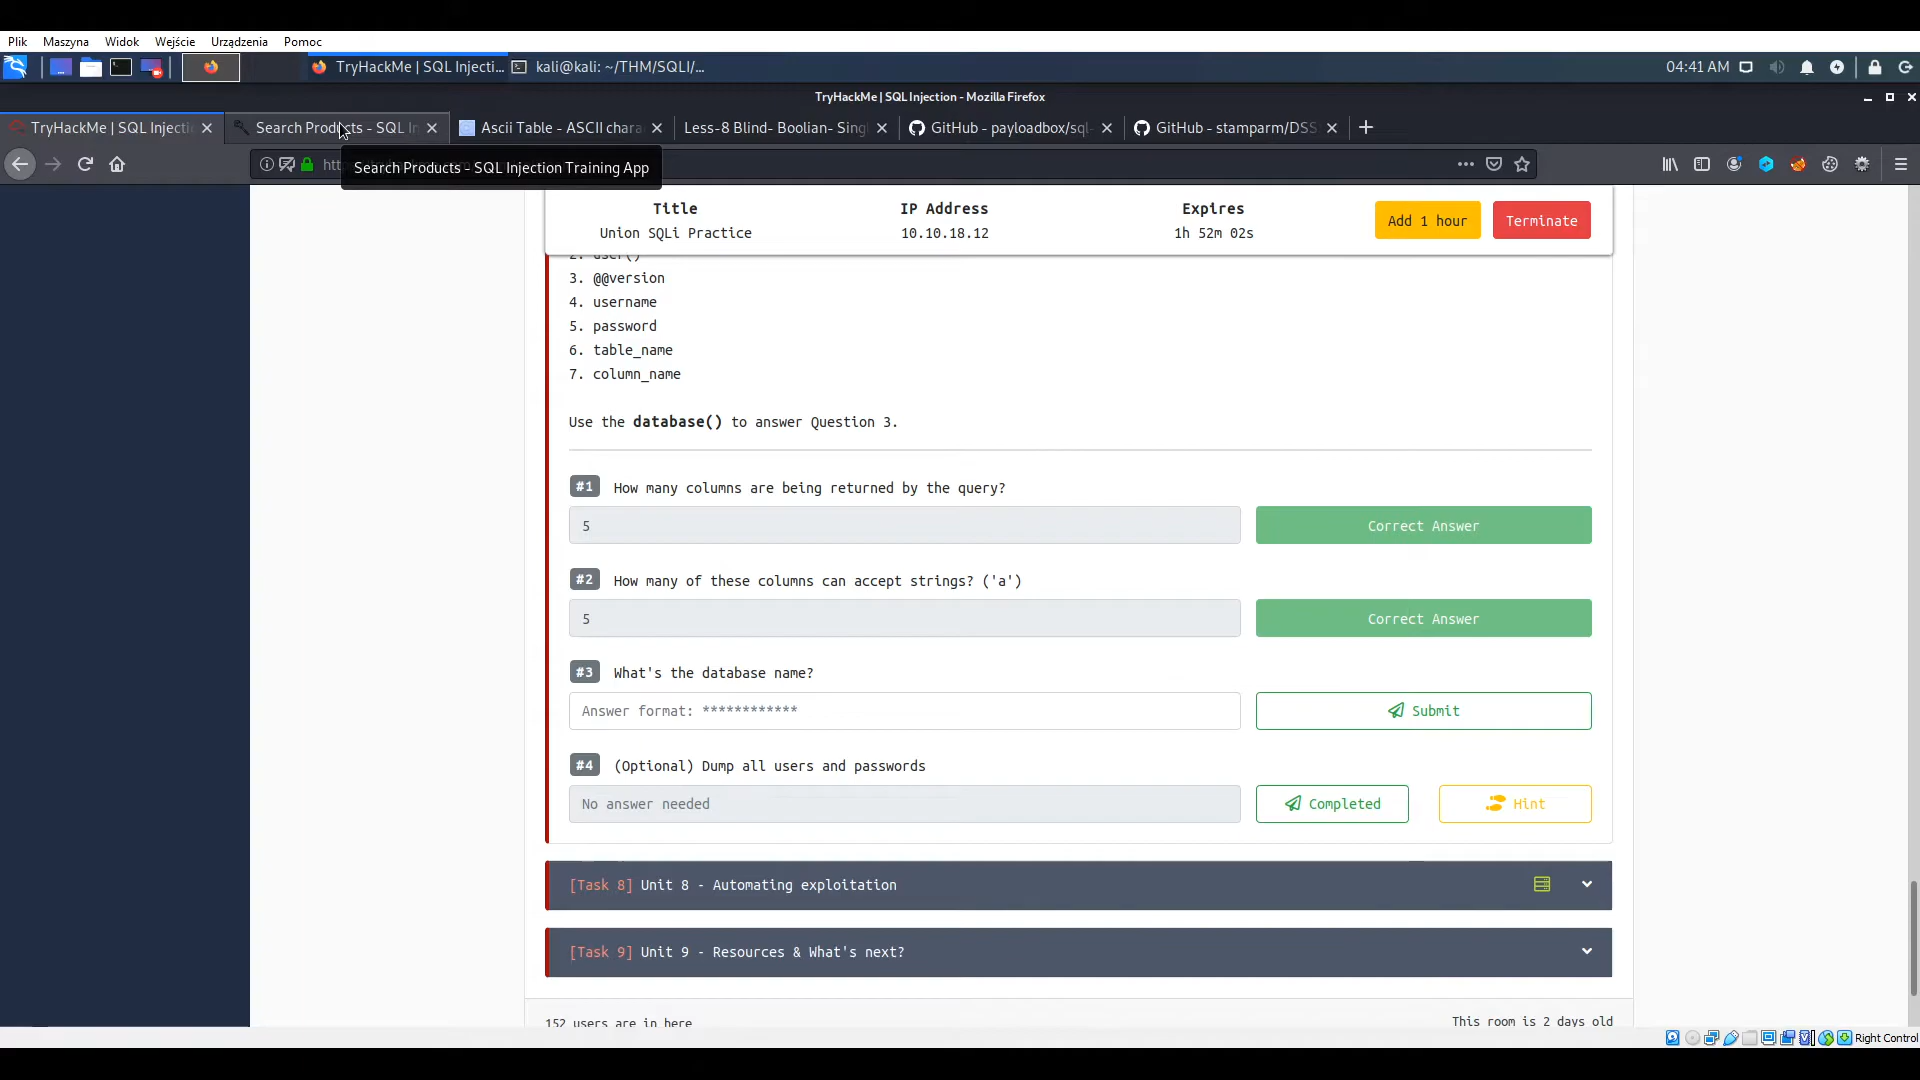 Plik Maszyna Widok Wejście Urządzenia Pomoc
TryHackMe | SQL Injecti... kali@kali: ~/THM/SQLI/... 04:41 AM
TryHackMe | SQL Injection - Mozilla Firefox
TryHackMe | SQL Injecti Search Products - SQL In Ascii Table - ASCII chara Less-8 Blind- Boolian- Sing GitHub - payloadbox/sql- GitHub - stamparm/DSS
Search Products - SQL Injection Training App
Title IP Address Expires
Add 1 hour Terminate
Union SQLi Practice 10.10.18.12 1h 52m 02s
2. user()
3. @@version
4. username
5. password
6. table_name
7. column_name
Use the database() to answer Question 3.
#1 How many columns are being returned by the query?
5 Correct Answer
#2 How many of these columns can accept strings? ('a')
5 Correct Answer
#3 What's the database name?
Answer format: ************ Submit
#4 (Optional) Dump all users and passwords
No answer needed Completed Hint
[Task 8] Unit 8 - Automating exploitation
[Task 9] Unit 9 - Resources & What's next?
152 users are in here This room is 2 days old
Right Control